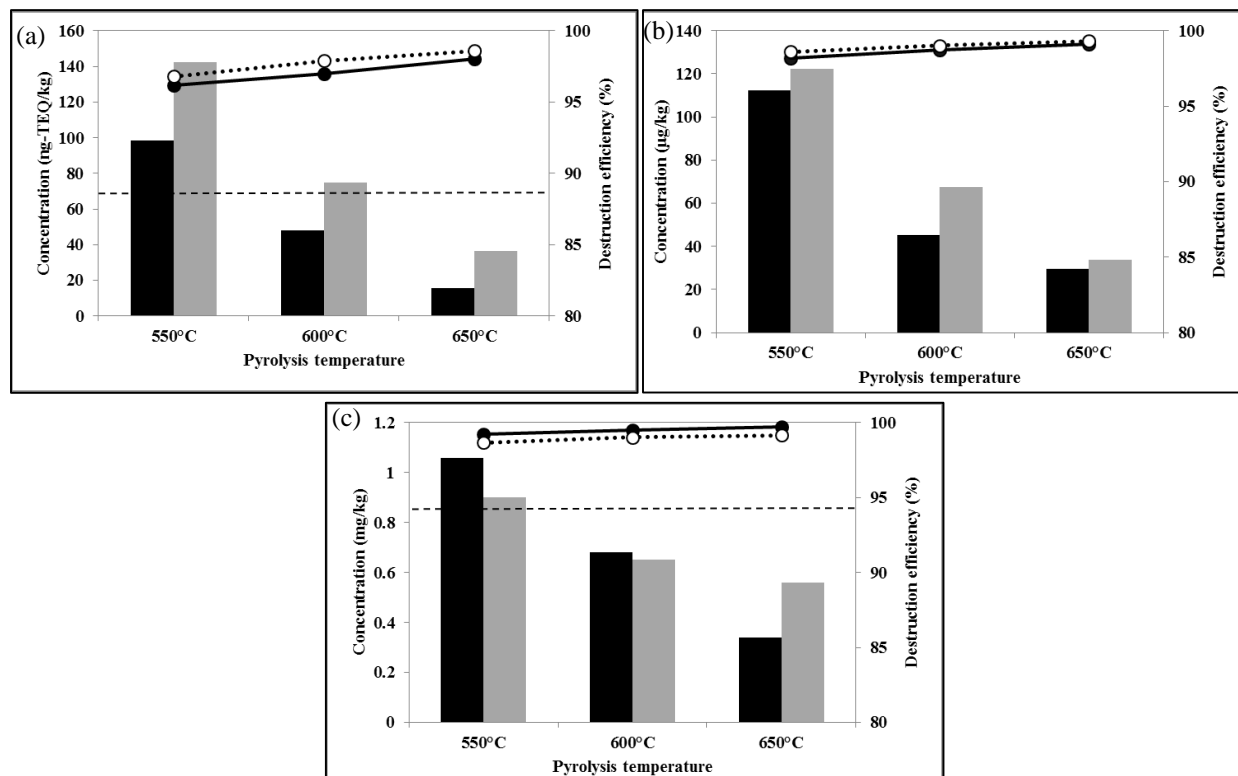 (a)
Concentration (ng-TEQ/kg)
160
140
120
100
80
60
40
20
0
550°C
600°C
650°C
Pyrolysis temperature
100
95
90
85
80
Destruction efficiency (%)
(b)
Concentration (µg/kg)
140
120
100
80
60
40
20
0
550°C
600°C
650°C
Pyrolysis temperature
100
95
90
85
80
Destruction efficiency (%)
(c)
Concentration (mg/kg)
1.2
1
0.8
0.6
0.4
0.2
0
550°C
600°C
650°C
Pyrolysis temperature
100
95
90
85
80
Destruction efficiency (%)